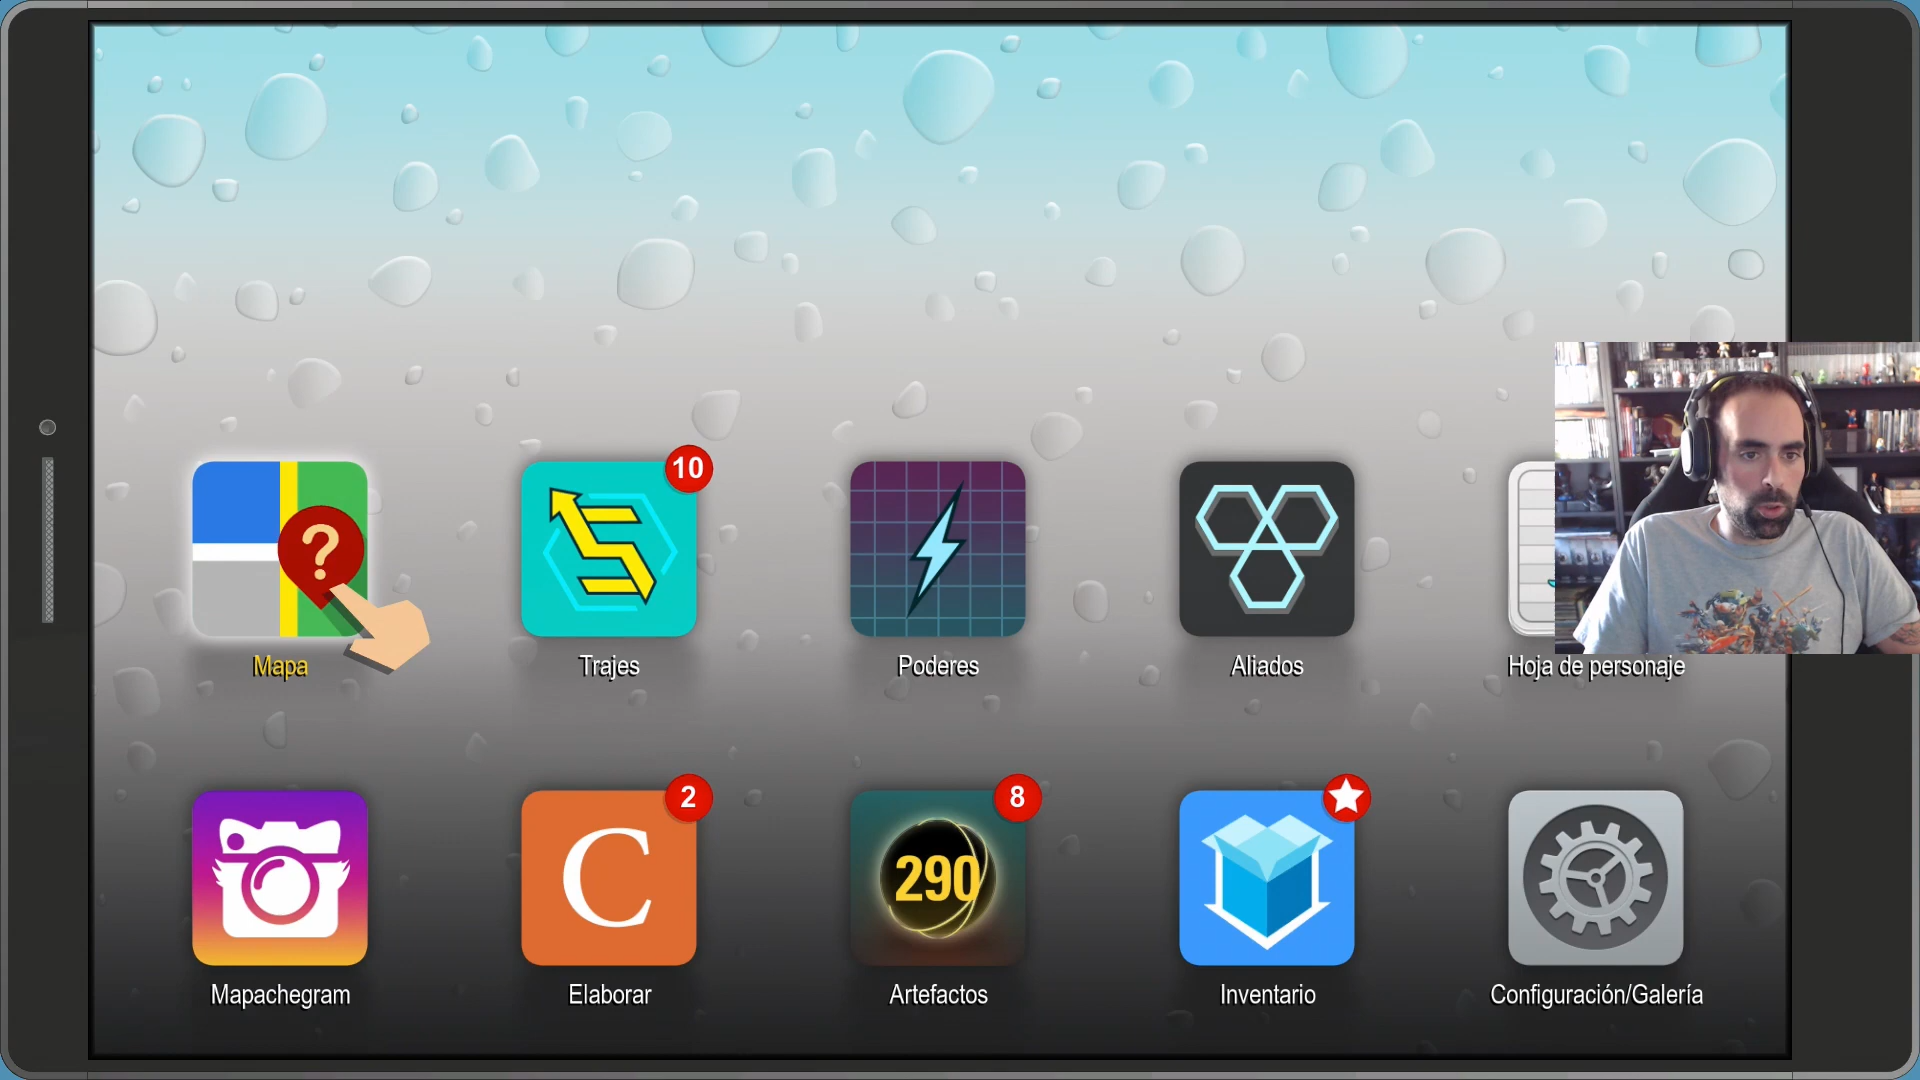 10
?
Mapa
Trajes
Poderes
Aliados
Hoja de personaje
2
8
C
290
Mapachegram
Elaborar
Artefactos
Inventario
Configuración/Galería